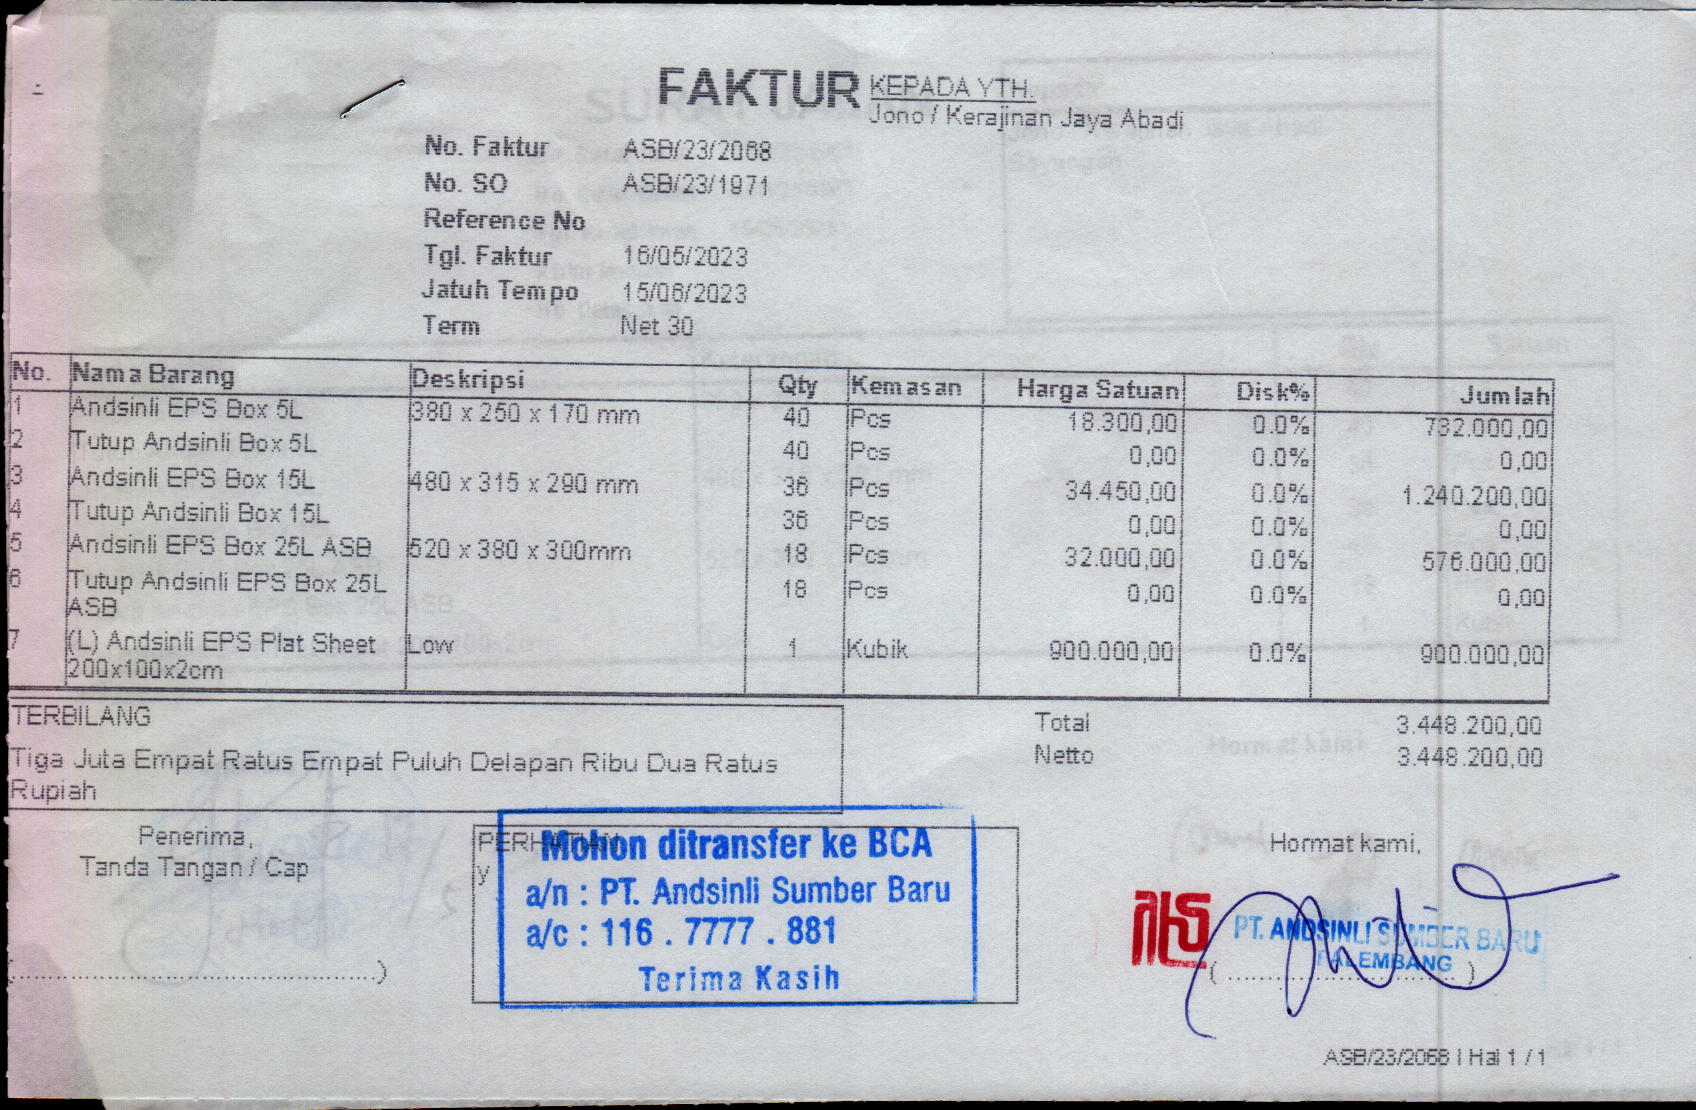 FAKTUR
KEPADA YTH.
Jono / Kerajinan Jaya Abadi
No. Faktur ASB/23/2068
No. SO ASB/23/1971
Reference No
Tgl. Faktur 16/05/2023
Jatuh Tempo 15/06/2023
Term Net 30
No. Nama Barang Deskripsi Qty Kemasan Harga Satuan Disk% Jumlah
1 Andsinli EPS Box 5L 380 x 250 x 170 mm 40 Pcs 18.300,00 0.0% 732.000,00
2 Tutup Andsinli Box 5L 40 Pcs 0,00 0.0% 0,00
3 Andsinli EPS Box 15L 480 x 315 x 290 mm 36 Pcs 34.450,00 0.0% 1.240.200,00
4 Tutup Andsinli Box 15L 36 Pcs 0,00 0.0% 0,00
5 Andsinli EPS Box 25L ASB 520 x 380 x 300mm 18 Pcs 32.000,00 0.0% 576.000,00
6 Tutup Andsinli EPS Box 25L 18 Pcs 0,00 0.0% 0,00
ASB
7 (L) Andsinli EPS Plat Sheet Low 1 Kubik 900.000,00 0.0% 900.000,00
200x100x2cm
TERBILANG
Tiga Juta Empat Ratus Empat Puluh Delapan Ribu Dua Ratus
Rupiah
Total 3.448.200,00
Netto 3.448.200,00
Penerima,
Tanda Tangan / Cap
(..............................)
PERHATIAN
y
Mohon ditransfer ke BCA
a/n : PT. Andsinli Sumber Baru
a/c : 116 . 7777 . 881
Terima Kasih
Hormat kami,
PT. ANDSINLI SUMBER BARU
PALEMBANG
(..............................)
ASB/23/2068 | Hal 1 / 1